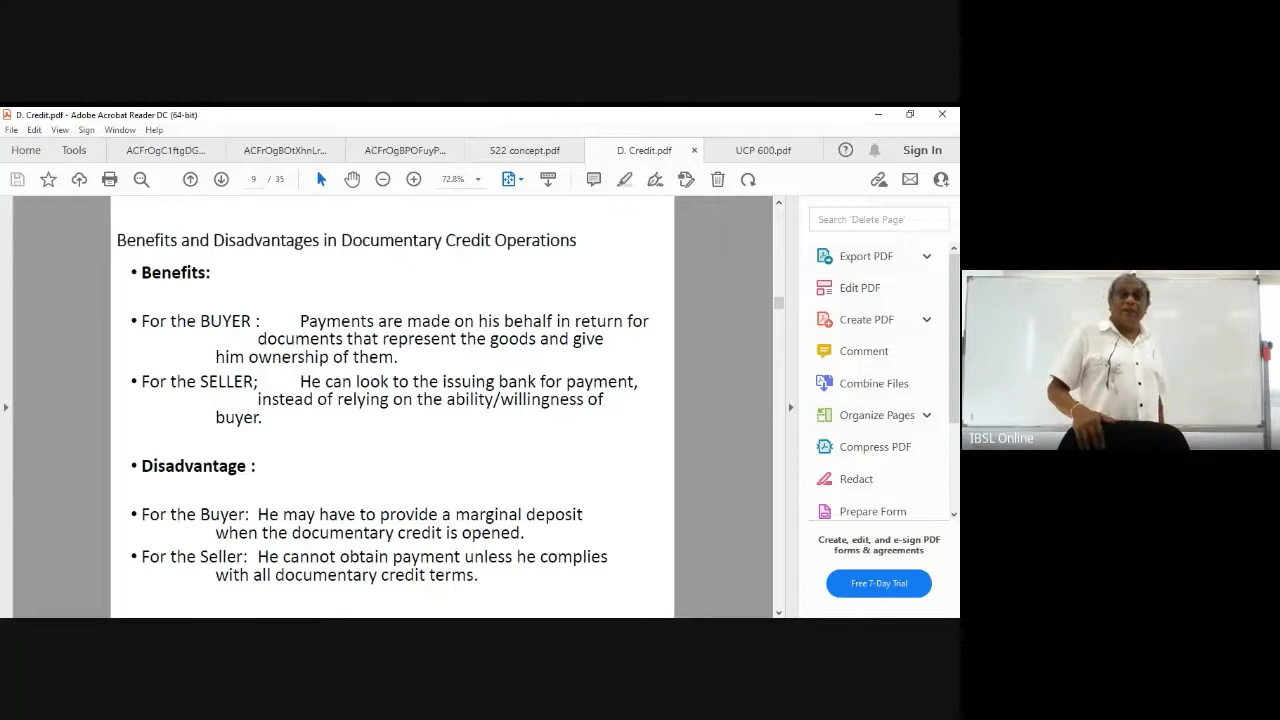 D. Credit.pdf - Adobe Acrobat Reader DC (64-bit)
File Edit View Sign Window Help
Home Tools ACFrOgC1ftgDG... ACFrOgBOtXhnLr... ACFrOgBPOFuyP... 522 concept.pdf D. Credit.pdf × UCP 600.pdf Sign In
9 / 35 72.8%
Benefits and Disadvantages in Documentary Credit Operations
• Benefits:
• For the BUYER : Payments are made on his behalf in return for
documents that represent the goods and give
him ownership of them.
• For the SELLER; He can look to the issuing bank for payment,
instead of relying on the ability/willingness of
buyer.
• Disadvantage :
• For the Buyer: He may have to provide a marginal deposit
when the documentary credit is opened.
• For the Seller: He cannot obtain payment unless he complies
with all documentary credit terms.
Search 'Delete Page'
Export PDF
Edit PDF
Create PDF
Comment
Combine Files
Organize Pages
Compress PDF
Redact
Prepare Form
Create, edit, and e-sign PDF
forms & agreements
Free 7-Day Trial
IBSL Online